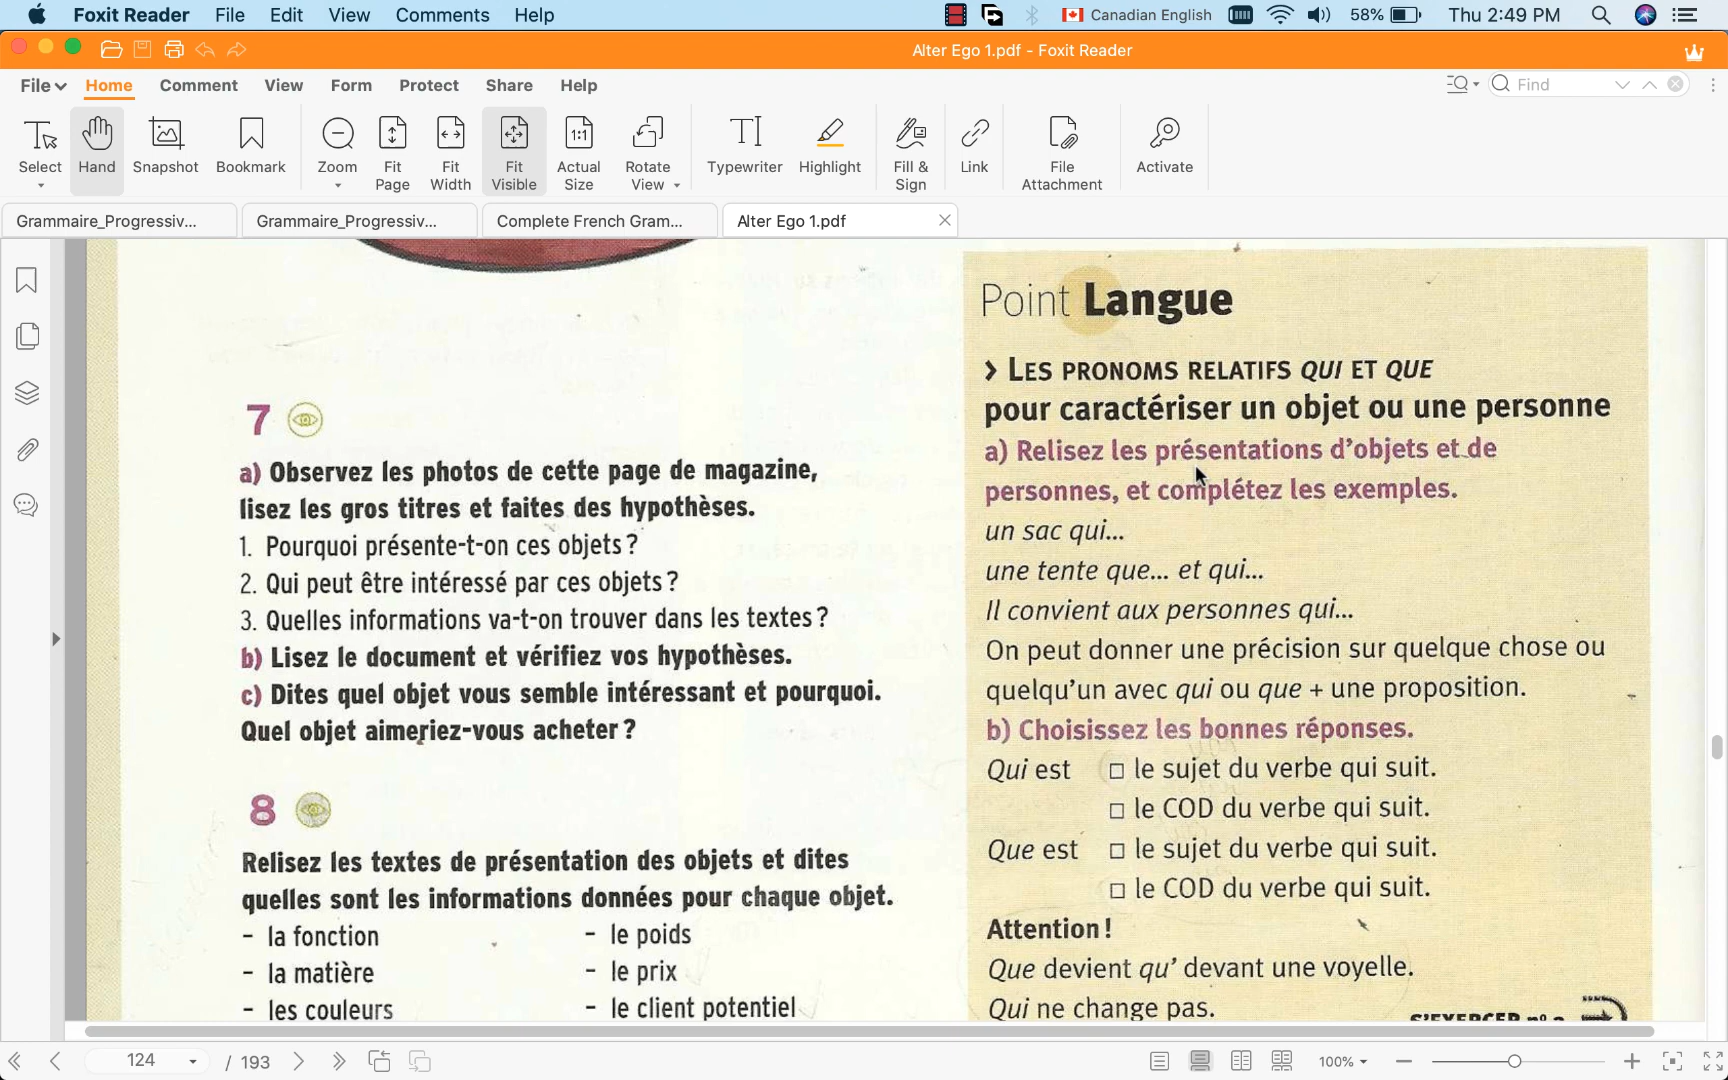 Foxit Reader File Edit View Comments Window Help
Canadian English 58% Thu 2:49 PM
Alter Ego 1.pdf - Foxit Reader
File Home Comment View Form Protect Share Help Find
Select Hand Snapshot Bookmark Zoom Fit Page Fit Width Fit Visible 1:1 Actual Size Rotate View Typewriter Highlight Fill & Sign Link File Attachment Activate
Grammaire_Progressiv... Grammaire_Progressiv... Complete French Gram... Alter Ego 1.pdf
7
a) Observez les photos de cette page de magazine,
lisez les gros titres et faites des hypothèses.
1. Pourquoi présente-t-on ces objets ?
2. Qui peut être intéressé par ces objets ?
3. Quelles informations va-t-on trouver dans les textes ?
b) Lisez le document et vérifiez vos hypothèses.
c) Dites quel objet vous semble intéressant et pourquoi.
Quel objet aimeriez-vous acheter ?
8
Relisez les textes de présentation des objets et dites
quelles sont les informations données pour chaque objet.
- la fonction - le poids
- la matière - le prix
- les couleurs - le client potentiel
Point Langue
› LES PRONOMS RELATIFS QUI ET QUE
pour caractériser un objet ou une personne
a) Relisez les présentations d'objets et de
personnes, et complétez les exemples.
un sac qui...
une tente que... et qui...
Il convient aux personnes qui...
On peut donner une précision sur quelque chose ou
quelqu'un avec qui ou que + une proposition.
b) Choisissez les bonnes réponses.
Qui est □ le sujet du verbe qui suit.
□ le COD du verbe qui suit.
Que est □ le sujet du verbe qui suit.
□ le COD du verbe qui suit.
Attention !
Que devient qu' devant une voyelle.
Qui ne change pas.
S'EXERCER n°
124 / 193 100%